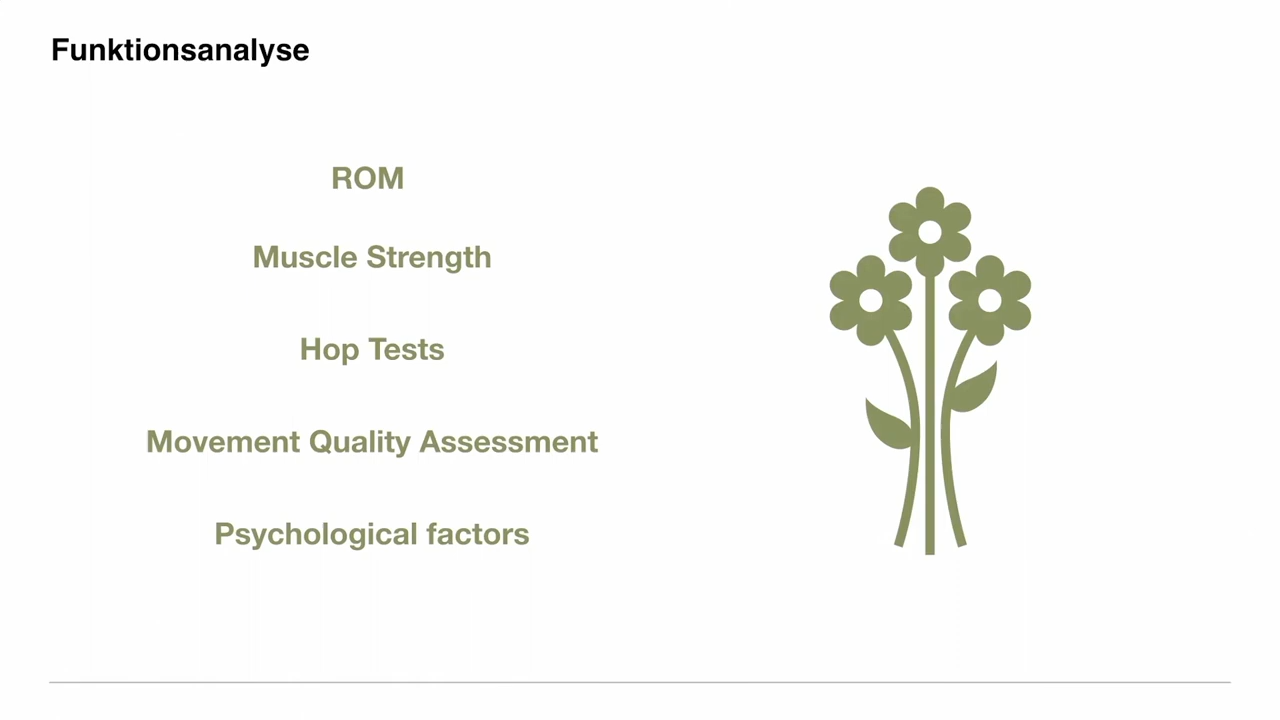 Funktionsanalyse
ROM
Muscle Strength
Hop Tests
Movement Quality Assessment
Psychological factors